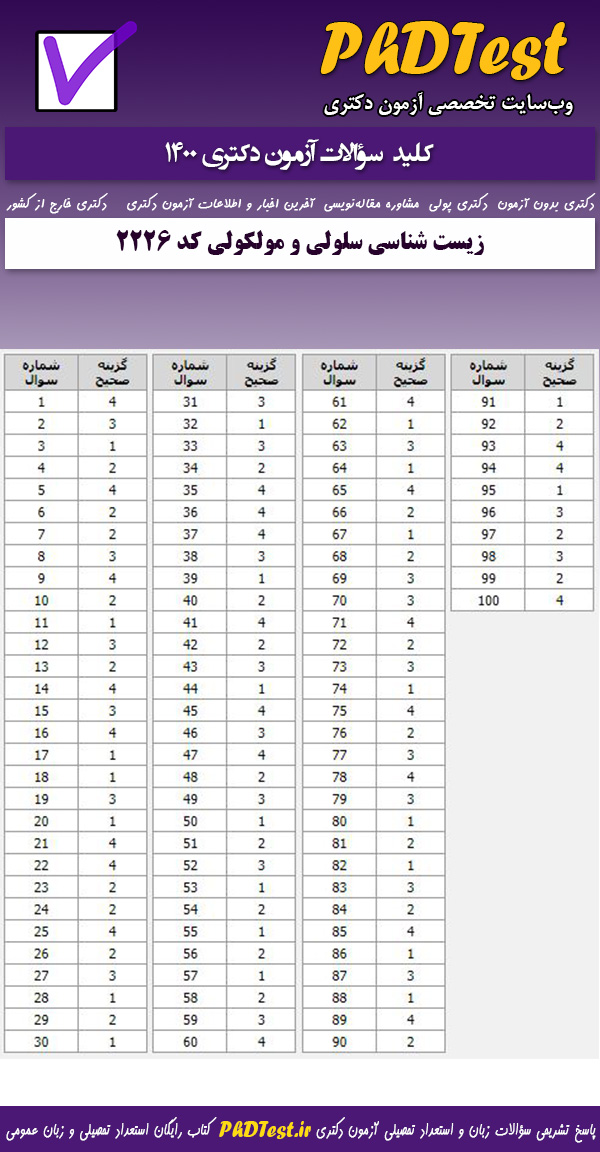 PhDTest
وب‌سایت تخصصی آزمون دکتری
کلید سؤالات آزمون دکتری ۱۴۰۰
دکتری بدون آزمون دکتری پولی مشاوره مقاله‌نویسی آخرین اخبار و اطلاعات آزمون دکتری دکتری خارج از کشور
زیست شناسی سلولی و مولکولی کد ۲۲۲۶
شماره سوال گزینه صحیح شماره سوال گزینه صحیح شماره سوال گزینه صحیح شماره سوال گزینه صحیح
1 4 31 3 61 4 91 1
2 3 32 1 62 1 92 2
3 1 33 3 63 3 93 4
4 2 34 2 64 1 94 4
5 4 35 4 65 4 95 1
6 2 36 4 66 2 96 3
7 2 37 4 67 1 97 2
8 3 38 3 68 2 98 3
9 4 39 1 69 3 99 2
10 2 40 2 70 3 100 4
11 1 41 4 71 4
12 3 42 2 72 2
13 2 43 3 73 3
14 4 44 1 74 1
15 3 45 4 75 4
16 4 46 3 76 2
17 1 47 4 77 3
18 1 48 2 78 4
19 3 49 3 79 3
20 1 50 1 80 1
21 4 51 2 81 2
22 4 52 3 82 1
23 2 53 1 83 3
24 2 54 2 84 2
25 4 55 1 85 4
26 2 56 2 86 1
27 3 57 1 87 3
28 1 58 2 88 1
29 2 59 3 89 4
30 1 60 4 90 2
پاسخ تشریحی سؤالات زبان و استعداد تحصیلی آزمون دکتری PhDTest.ir کتاب رایگان استعداد تحصیلی و زبان عمومی